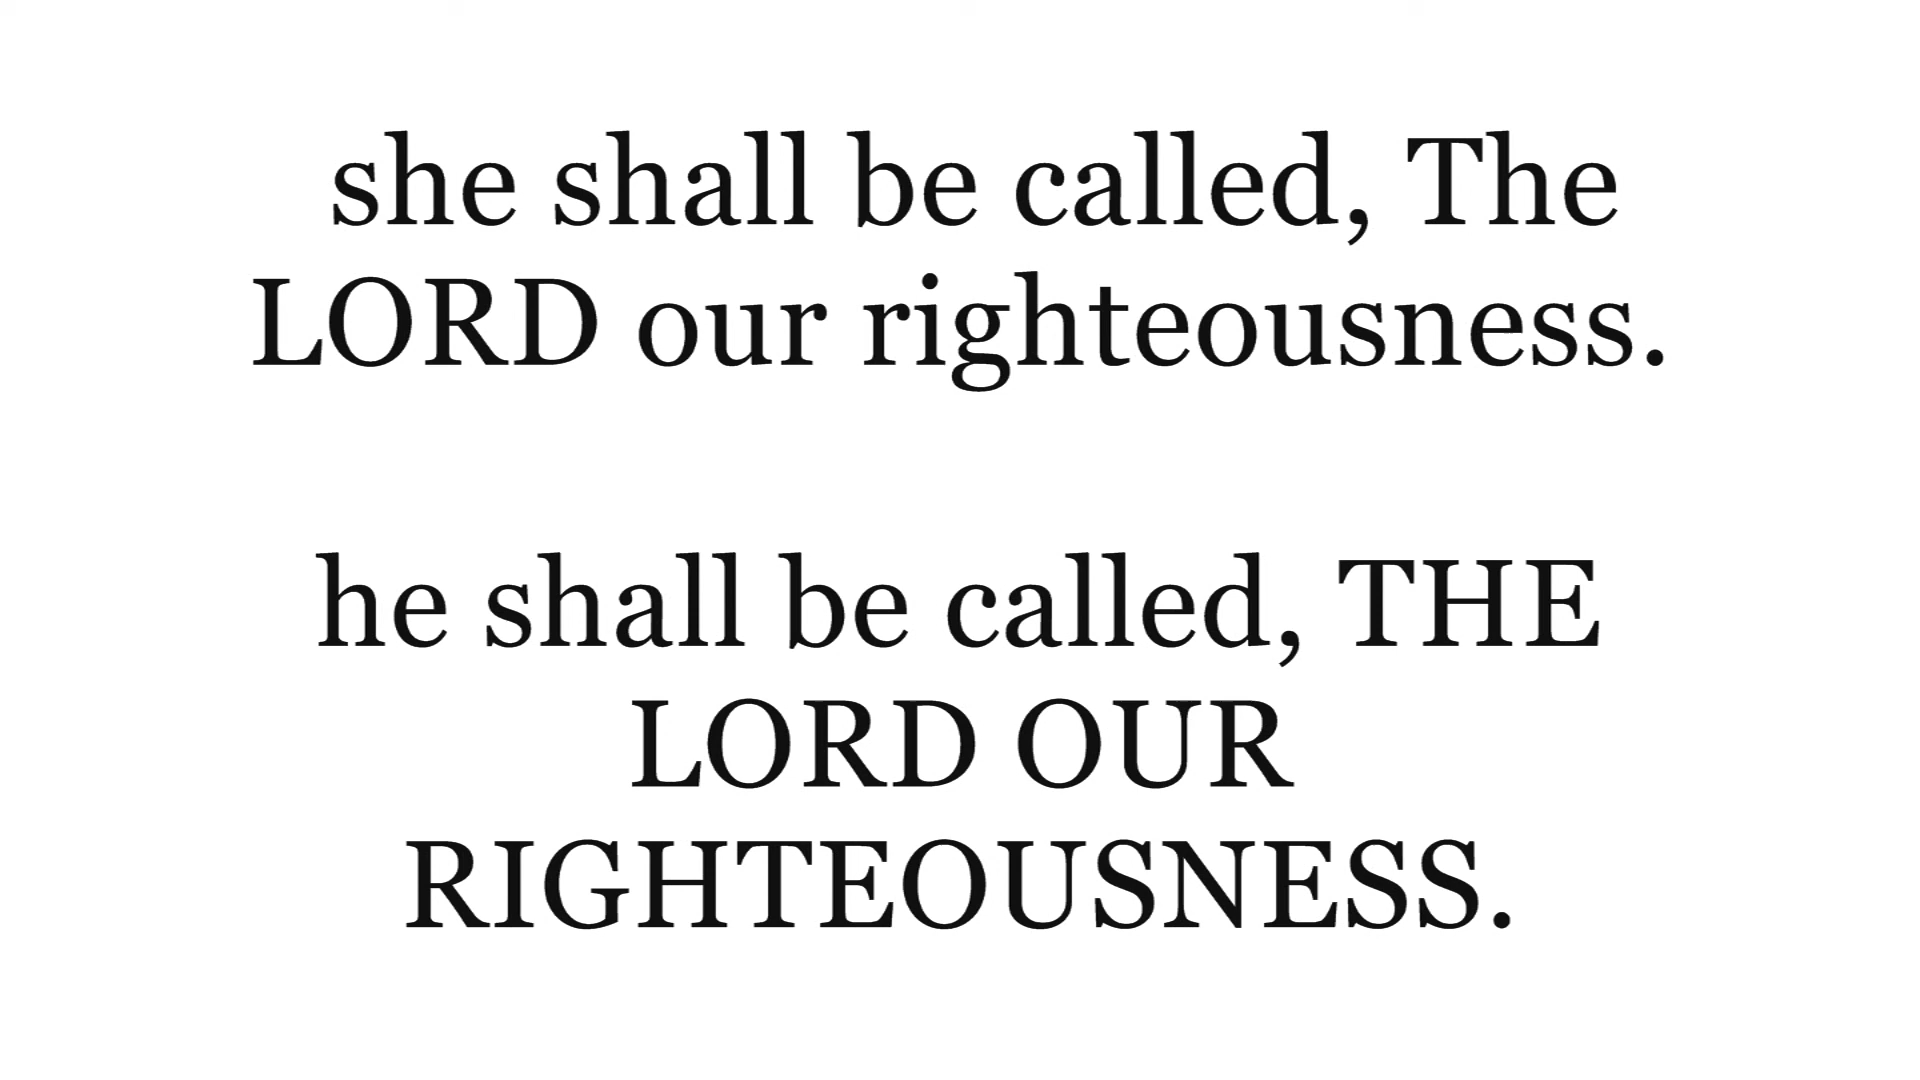 she shall be called, The
LORD our righteousness.
he shall be called, THE
LORD OUR
RIGHTEOUSNESS.